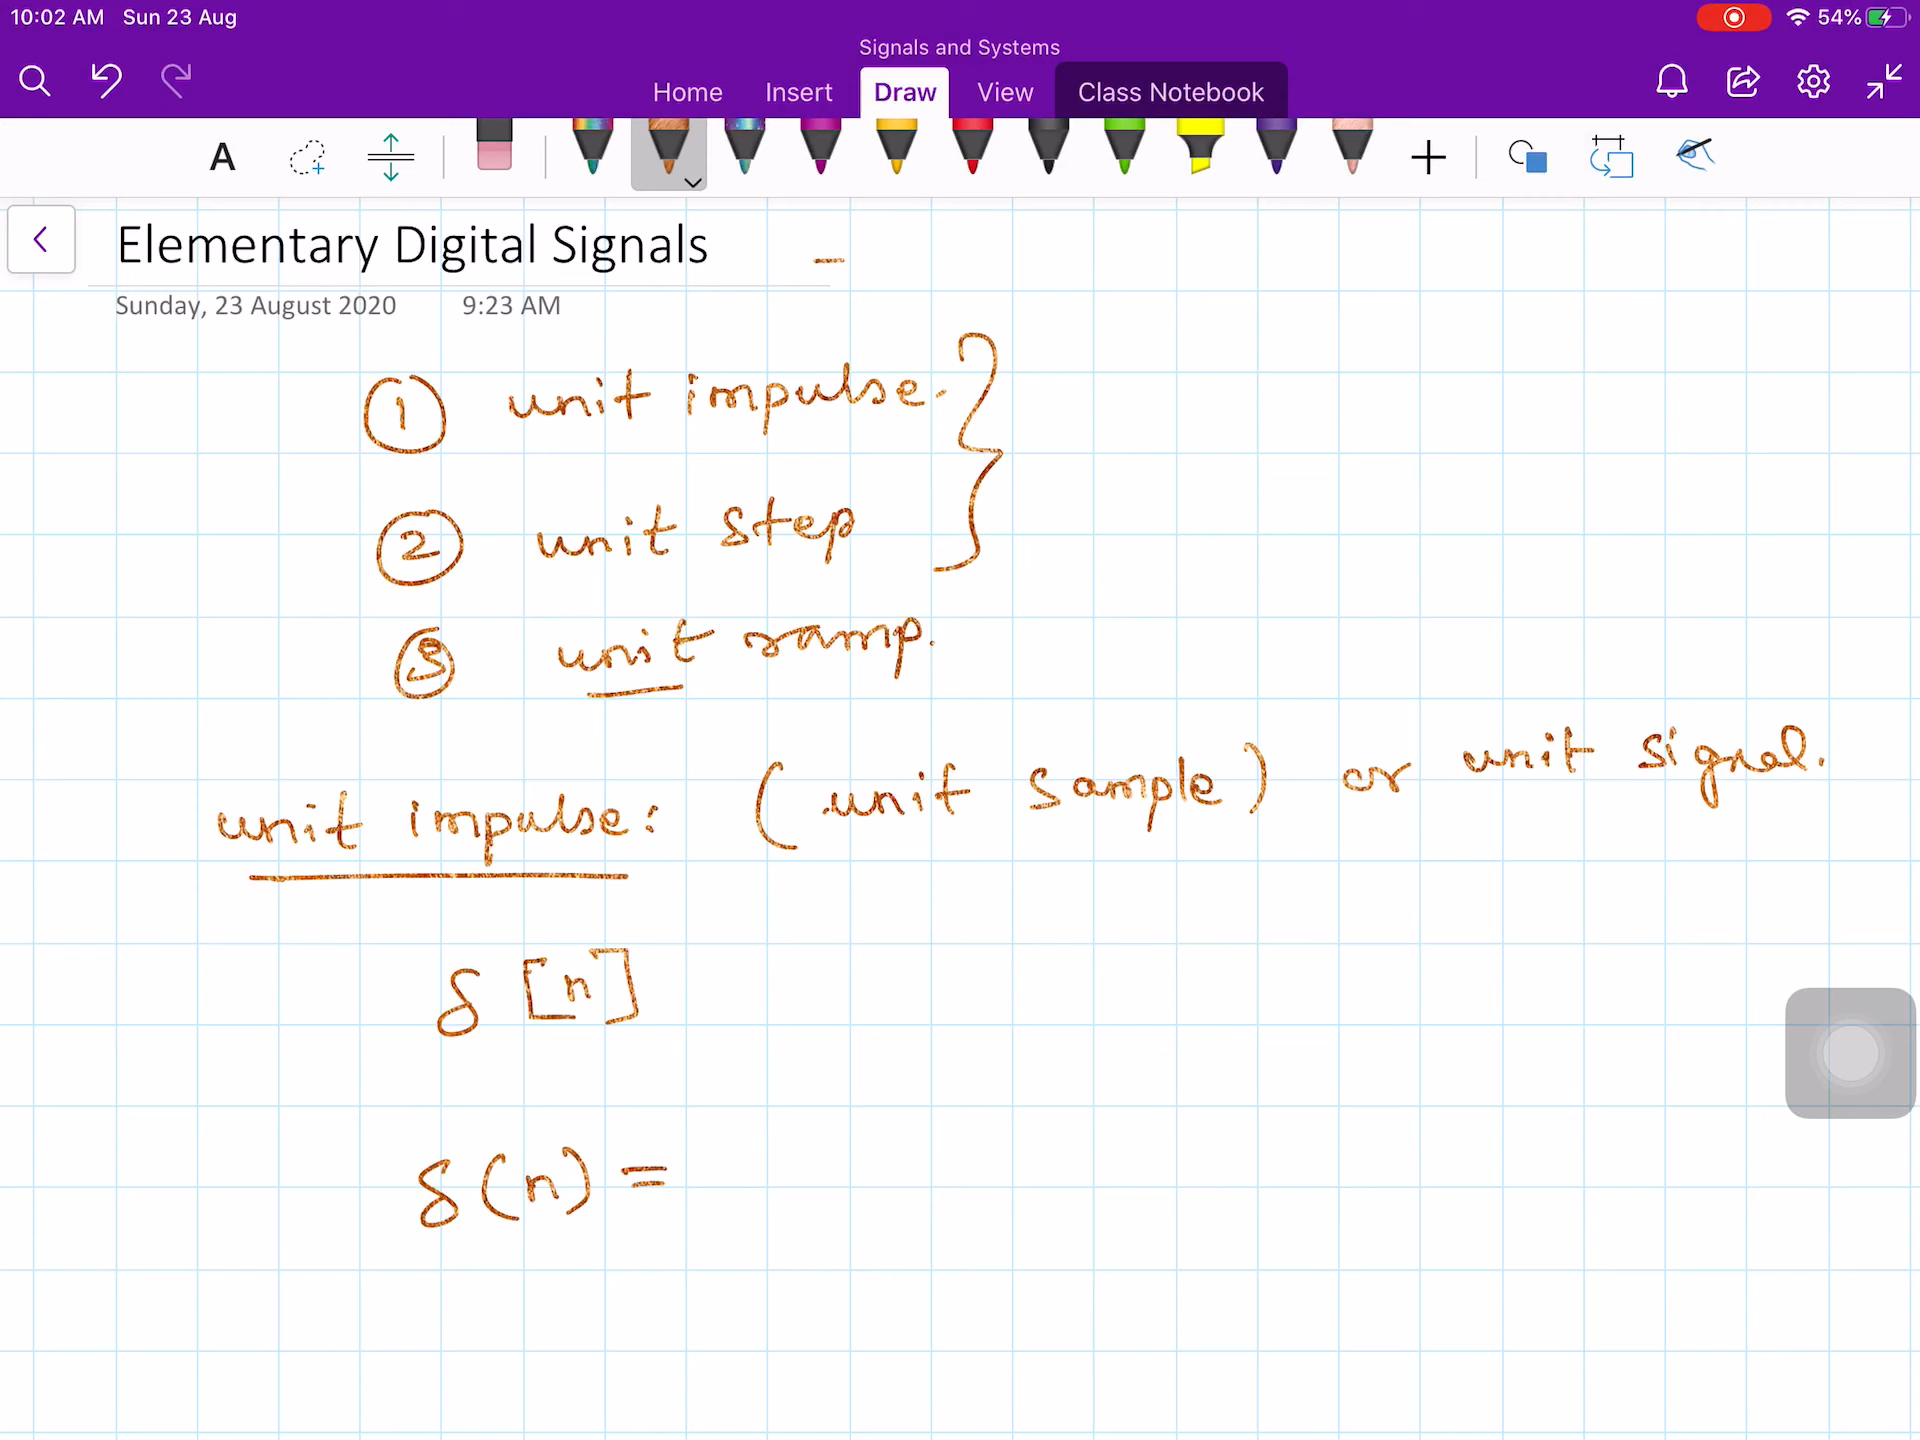 10:02 AM Sun 23 Aug 54%
Signals and Systems
Home Insert Draw View Class Notebook
A
Elementary Digital Signals
Sunday, 23 August 2020 9:23 AM
① unit impulse. }
② unit step
③ unit ramp.
unit impulse: (unit sample) or unit signal.
δ [n]
δ(n) =